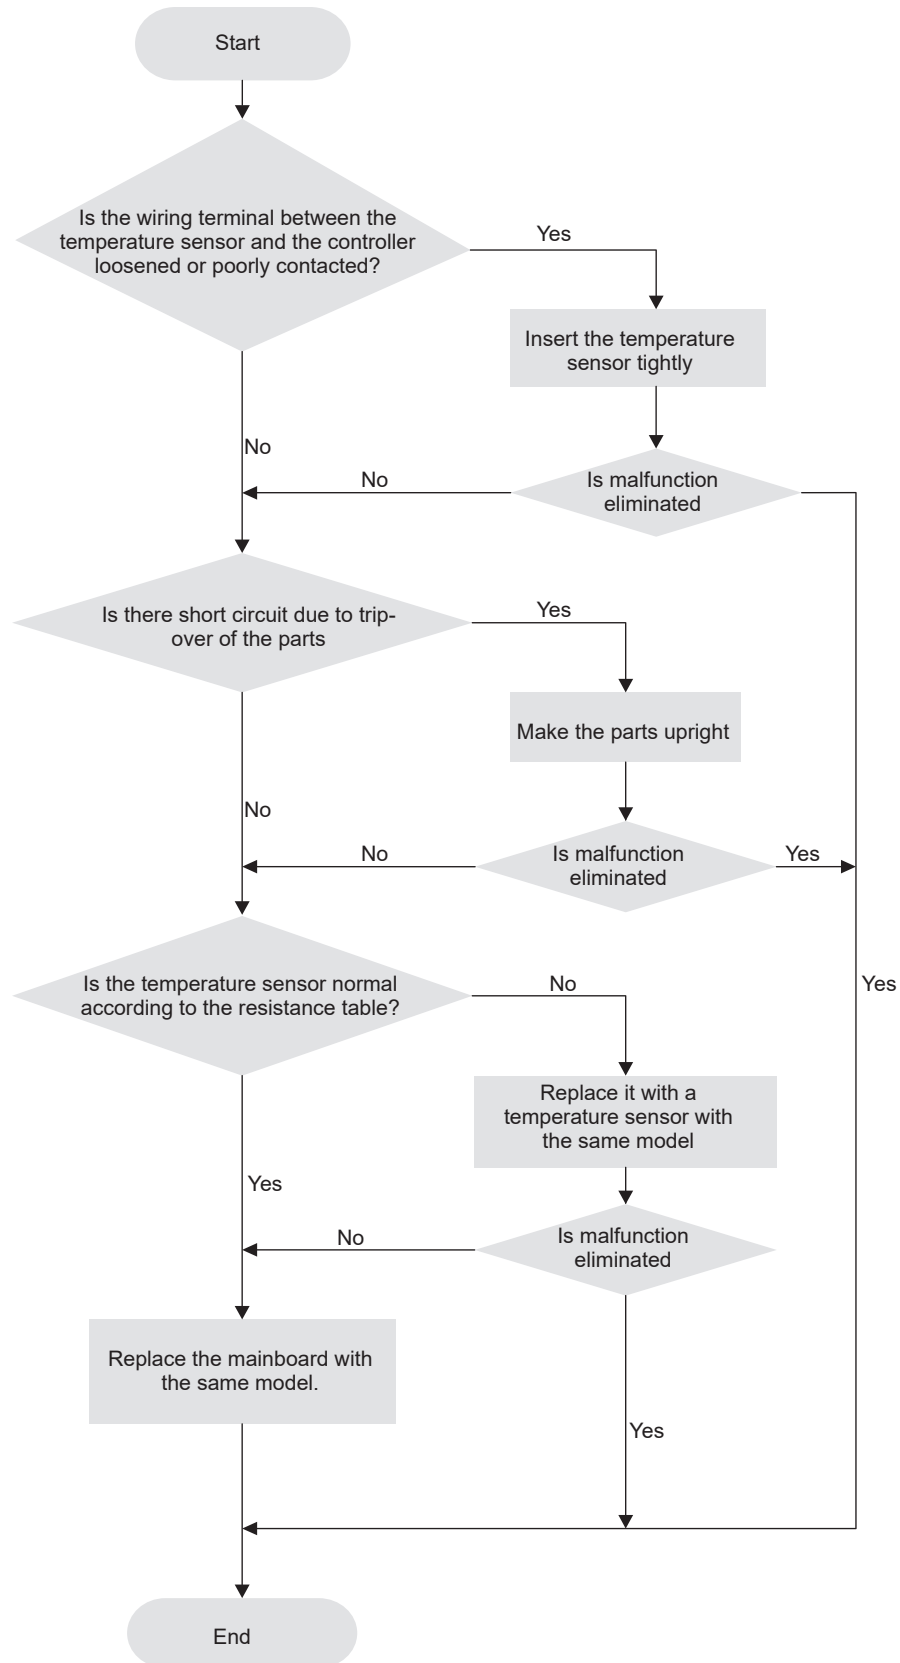 Start
Is the wiring terminal between the
temperature sensor and the controller
loosened or poorly contacted?
Yes
Insert the temperature
sensor tightly
No
No
Is malfunction
eliminated
Is there short circuit due to trip-
over of the parts
Yes
Make the parts upright
No
No
Is malfunction
eliminated
Yes
Is the temperature sensor normal
according to the resistance table?
No
Yes
Replace it with a
temperature sensor with
the same model
Yes
No
Is malfunction
eliminated
Replace the mainboard with
the same model.
Yes
End